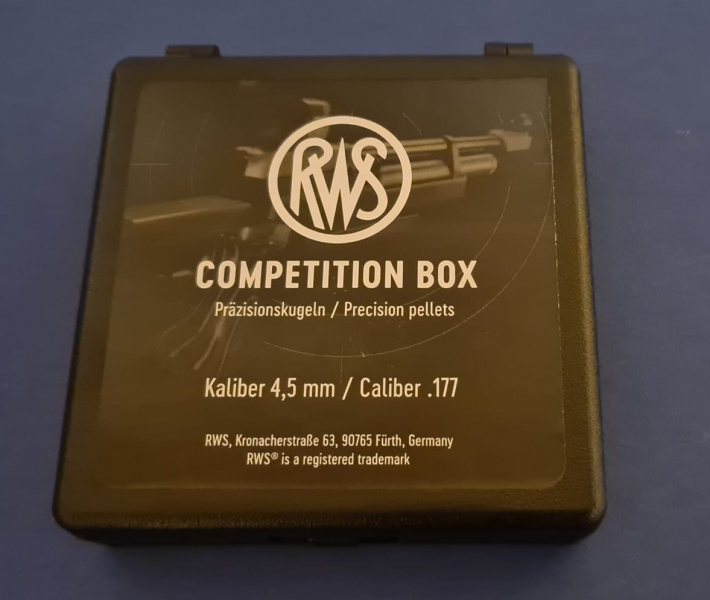 RWS
COMPETITION BOX
Präzisionskugeln / Precision pellets
Kaliber 4,5 mm / Caliber .177
RWS, Kronacherstraße 63, 90765 Fürth, Germany
RWS® is a registered trademark